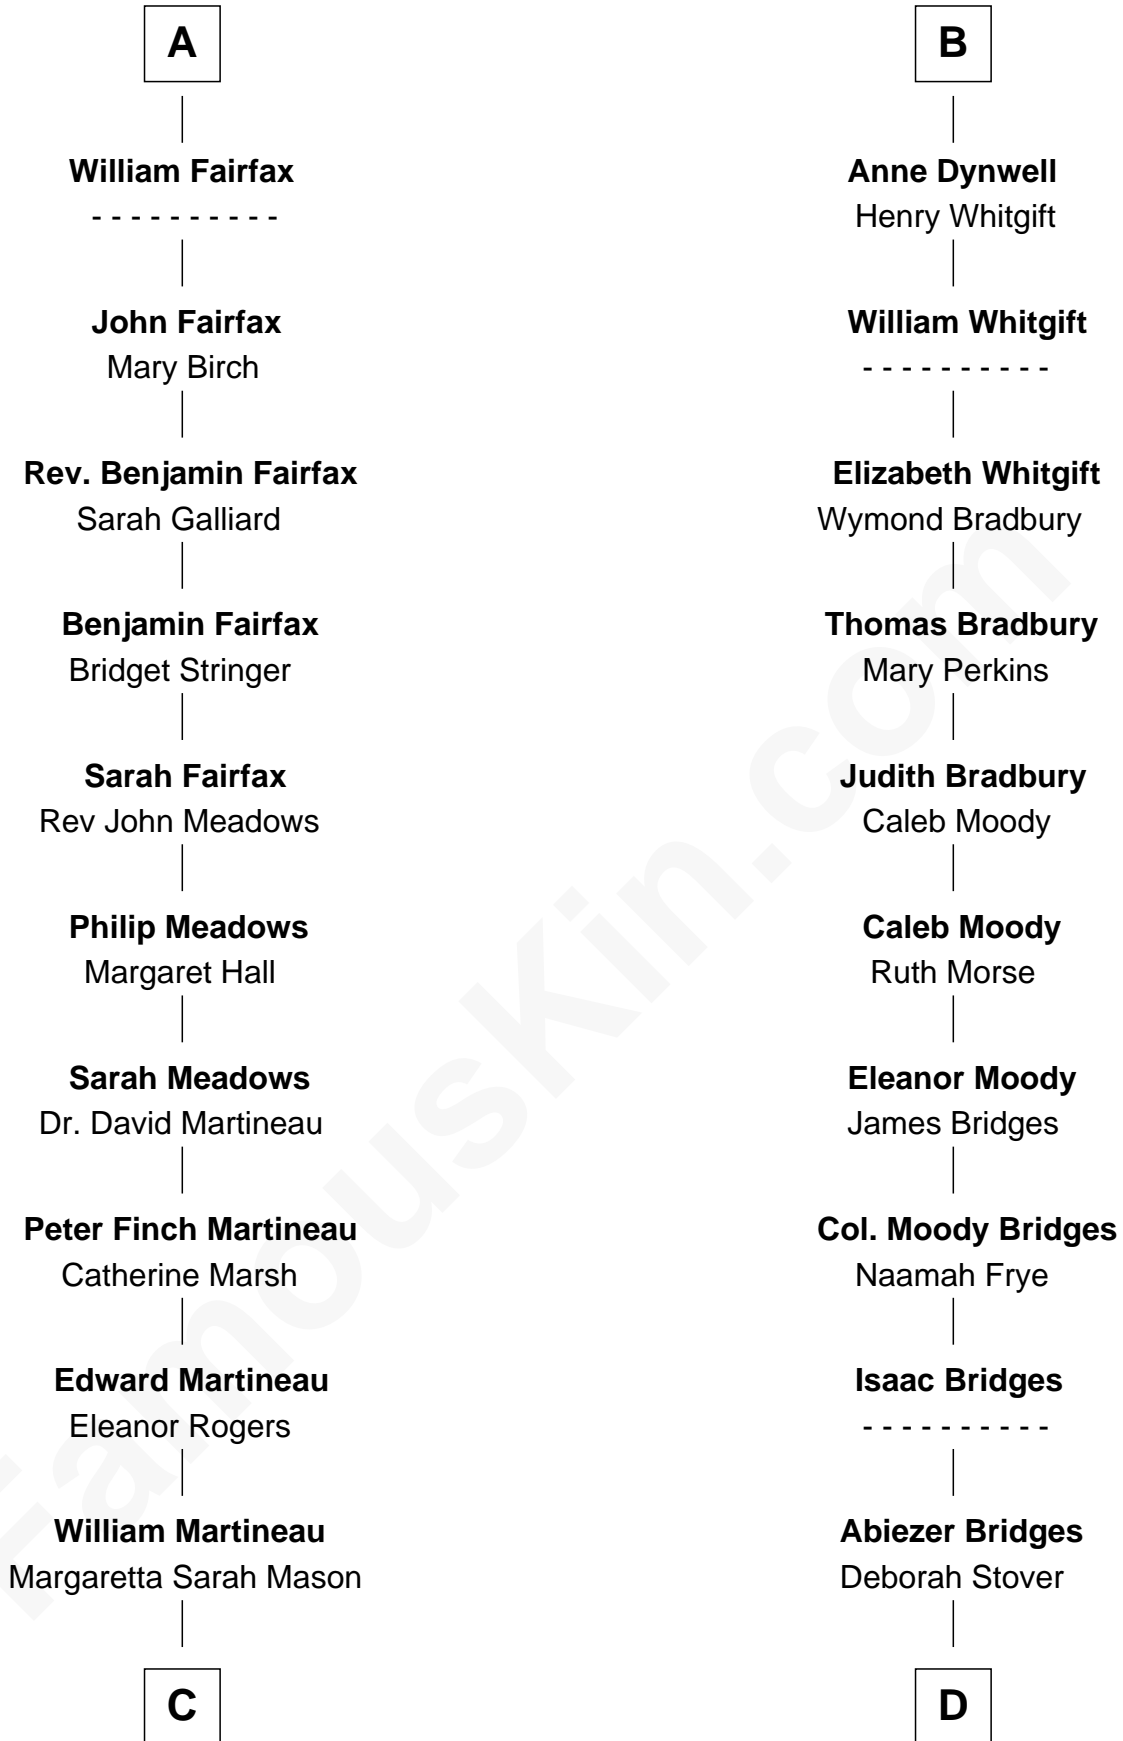 A
William Fairfax
- - - - - - - - - -
John Fairfax
Mary Birch
Rev. Benjamin Fairfax
Sarah Galliard
Benjamin Fairfax
Bridget Stringer
Sarah Fairfax
Rev John Meadows
Philip Meadows
Margaret Hall
Sarah Meadows
Dr. David Martineau
Peter Finch Martineau
Catherine Marsh
Edward Martineau
Eleanor Rogers
William Martineau
Margaretta Sarah Mason
C
B
Anne Dynwell
Henry Whitgift
William Whitgift
- - - - - - - - - -
Elizabeth Whitgift
Wymond Bradbury
Thomas Bradbury
Mary Perkins
Judith Bradbury
Caleb Moody
Caleb Moody
Ruth Morse
Eleanor Moody
James Bridges
Col. Moody Bridges
Naamah Frye
Isaac Bridges
- - - - - - - - - -
Abiezer Bridges
Deborah Stover
D
FamousKin.com